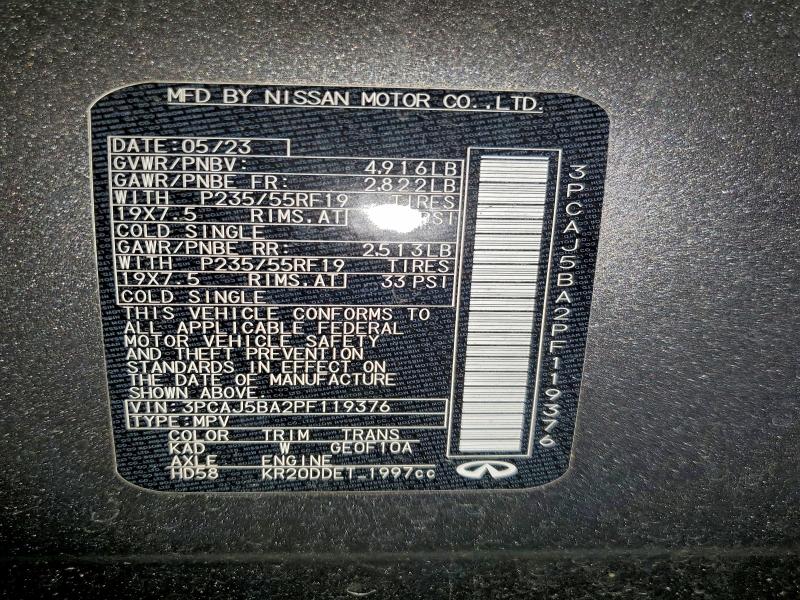 MFD BY NISSAN MOTOR CO.,LTD.
DATE:05/23
GVWR/PNBV: 4,916LB
GAWR/PNBE FR: 2,822LB
WITH P235/55RF19 TIRES
19X7.5 RIMS.AT PSI
COLD SINGLE
GAWR/PNBE RR: 2,513LB
WITH P235/55RF19 TIRES
19X7.5 RIMS.AT 33 PSI
COLD SINGLE
THIS VEHICLE CONFORMS TO
ALL APPLICABLE FEDERAL
MOTOR VEHICLE SAFETY
AND THEFT PREVENTION
STANDARDS IN EFFECT ON
THE DATE OF MANUFACTURE
SHOWN ABOVE.
VIN:3PCAJ5BA2PF119376
TYPE:MPV
COLOR TRIM TRANS
KAD W GE0F10A
AXLE ENGINE
HD58 KR20DDET 1997cc
3PCAJ5BA2PF119376